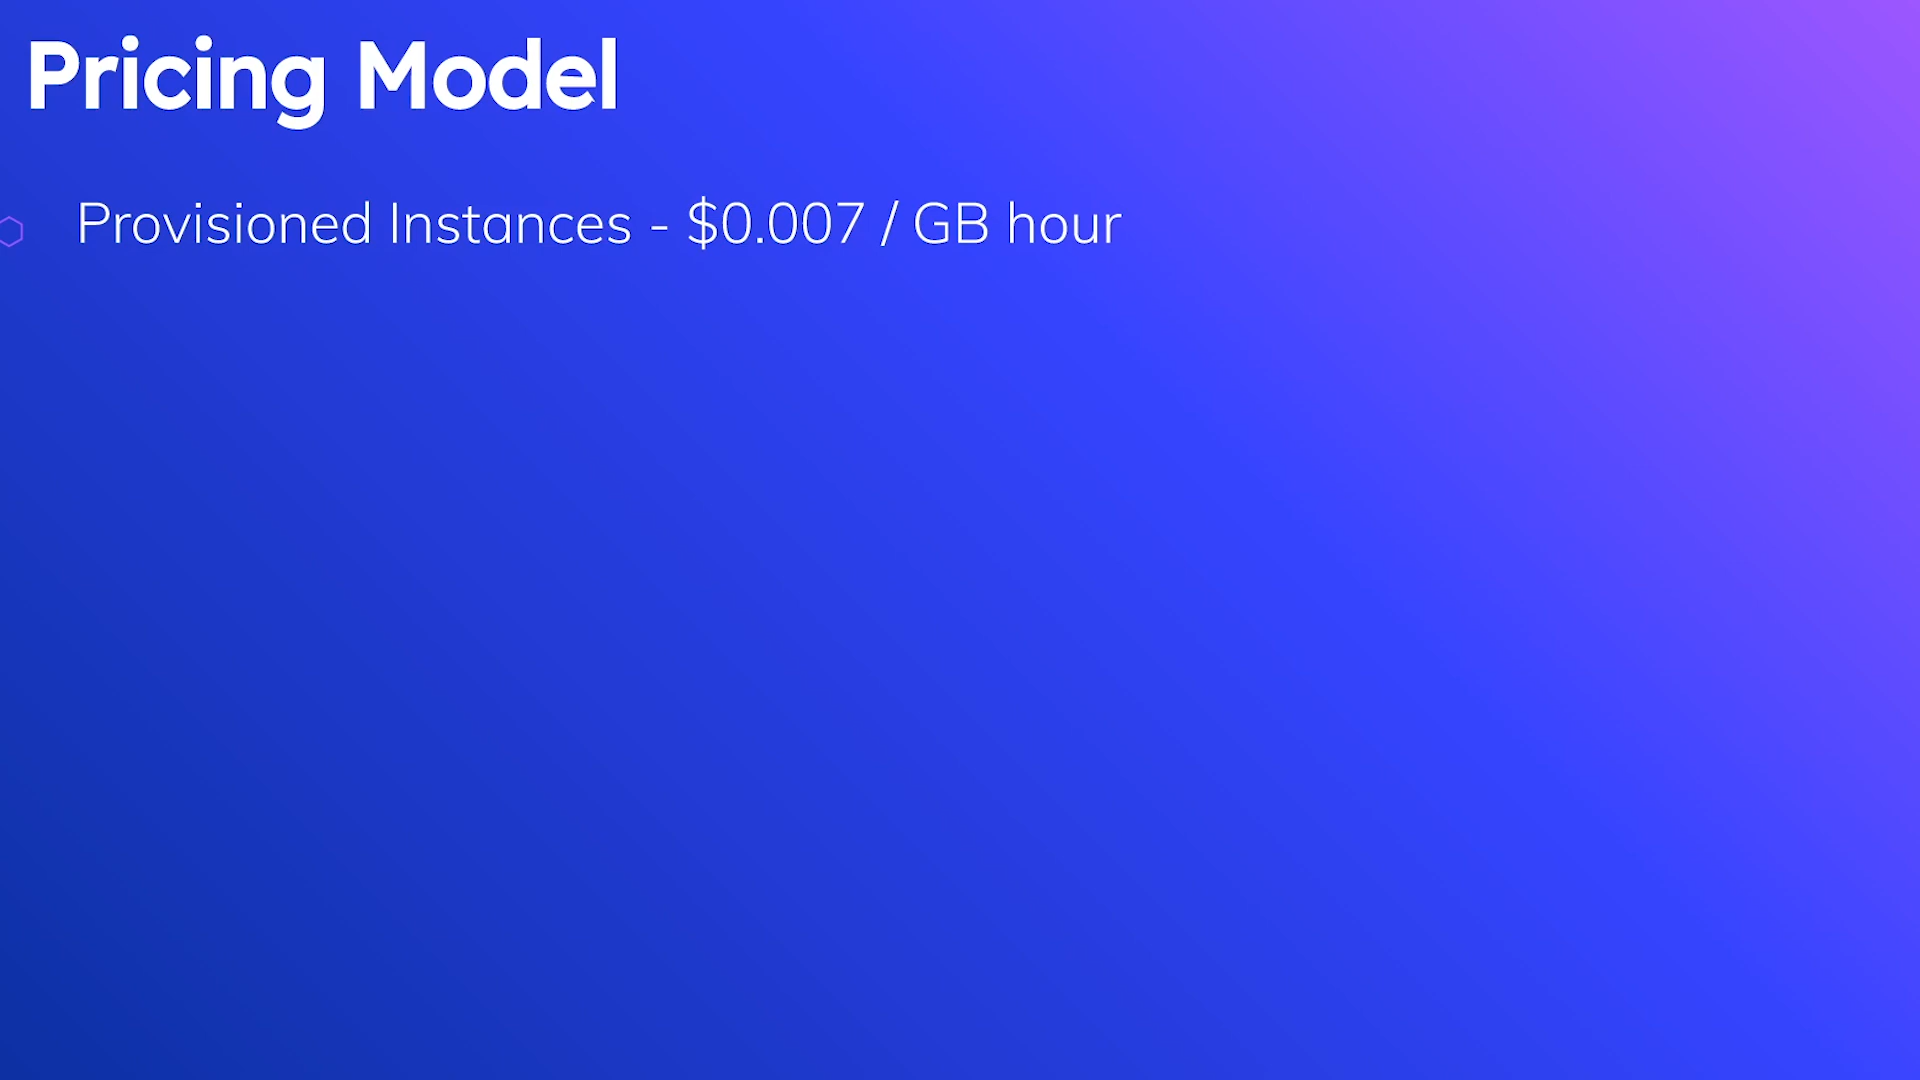 Pricing Model
Provisioned Instances - $0.007 / GB hour